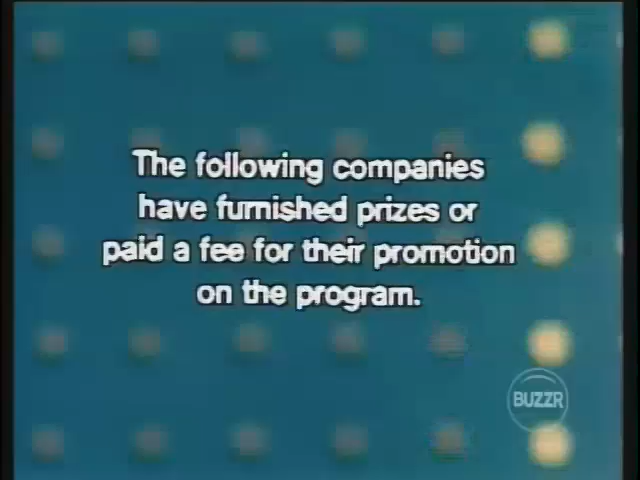 The following companies
have furnished prizes or
paid a fee for their promotion
on the program.
BUZZR